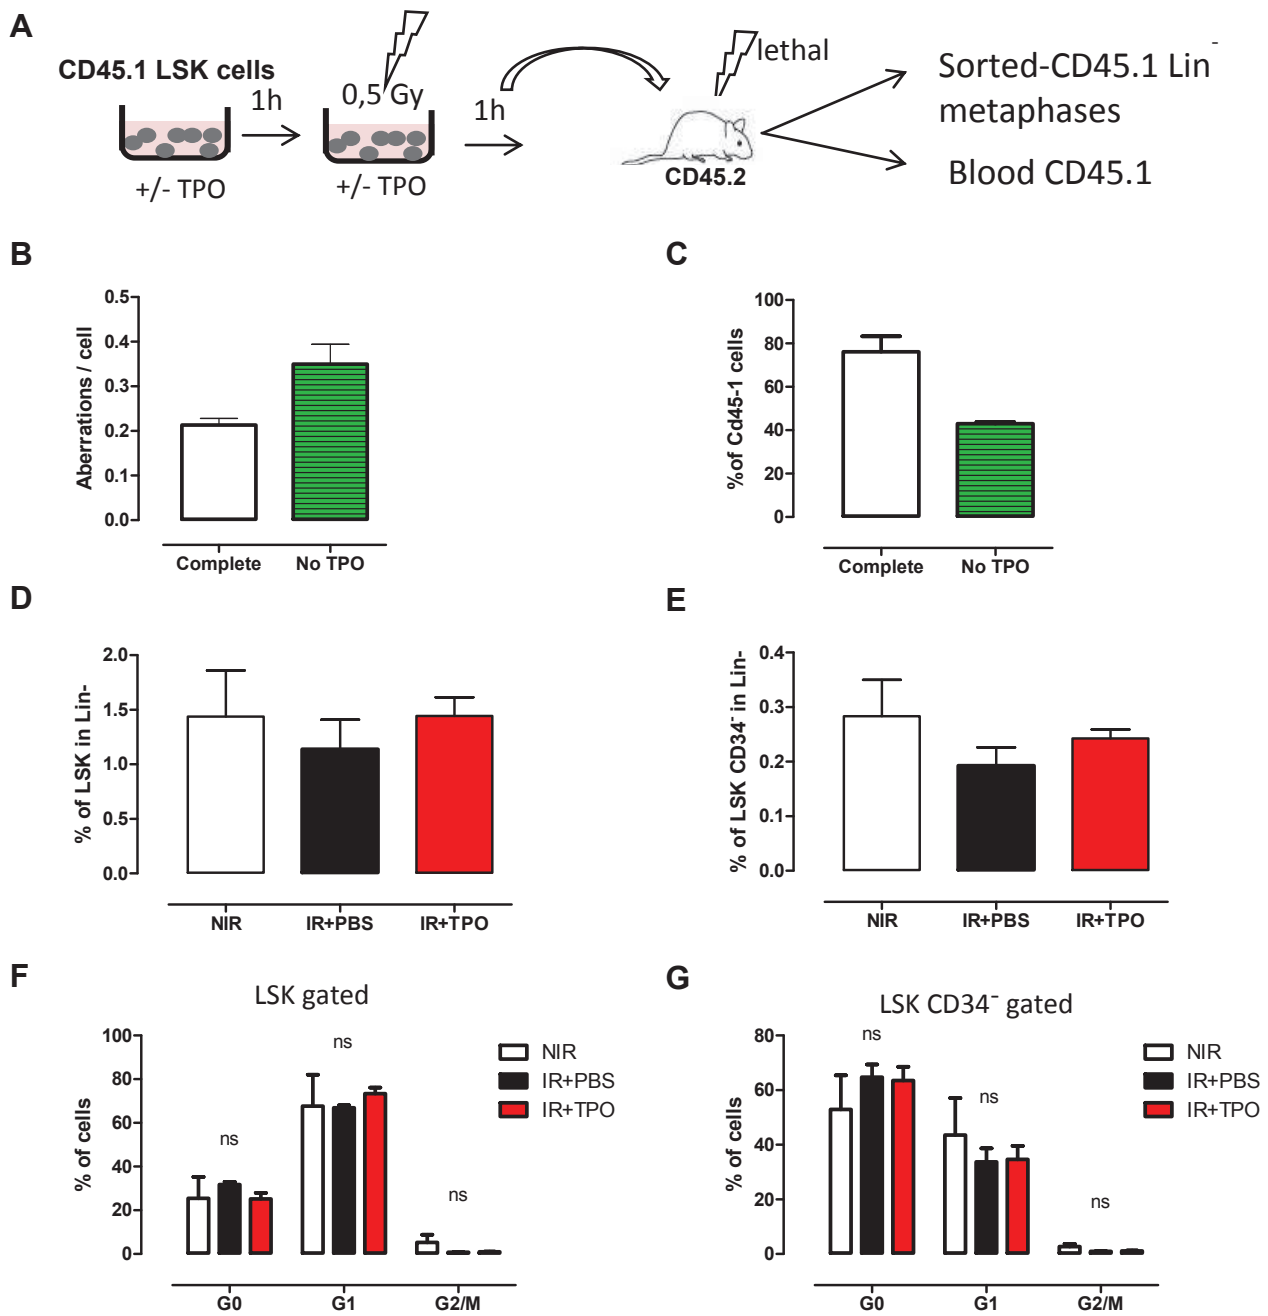 A
CD45.1 LSK cells
1h
0,5 Gy
1h
lethal
+/- TPO
+/- TPO
CD45.2
Sorted-CD45.1 Lin⁻
metaphases
Blood CD45.1
B
Aberrations / cell
0.5
0.4
0.3
0.2
0.1
0.0
Complete
No TPO
C
%of Cd45-1 cells
100
80
60
40
20
0
Complete
No TPO
D
% of LSK in Lin-
2.0
1.5
1.0
0.5
0.0
NIR
IR+PBS
IR+TPO
E
% of LSK CD34⁻ in Lin-
0.4
0.3
0.2
0.1
0.0
NIR
IR+PBS
IR+TPO
F
LSK gated
% of cells
100
80
60
40
20
0
ns
ns
ns
G0
G1
G2/M
NIR
IR+PBS
IR+TPO
G
LSK CD34⁻ gated
% of cells
80
60
40
20
0
ns
ns
ns
G0
G1
G2/M
NIR
IR+PBS
IR+TPO